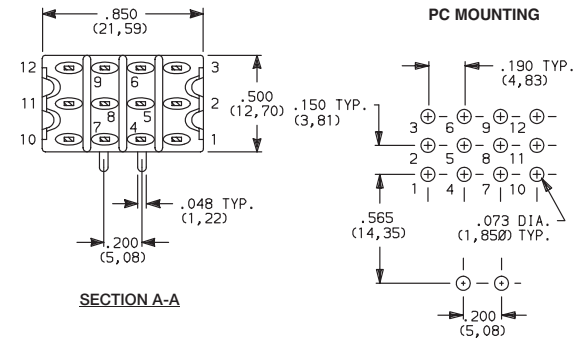 .850
(21,59)
12
3
9
6
11
2
8
5
10
7
4
1
.500
(12,70)
.048 TYP.
(1,22)
.200
(5,08)
SECTION A-A
PC MOUNTING
.190 TYP.
(4,83)
.150 TYP.
(3,81)
3 6 9 12
2 5 8 11
1 4 7 10
.565
(14,35)
.073 DIA.
(1,850) TYP.
.200
(5,08)